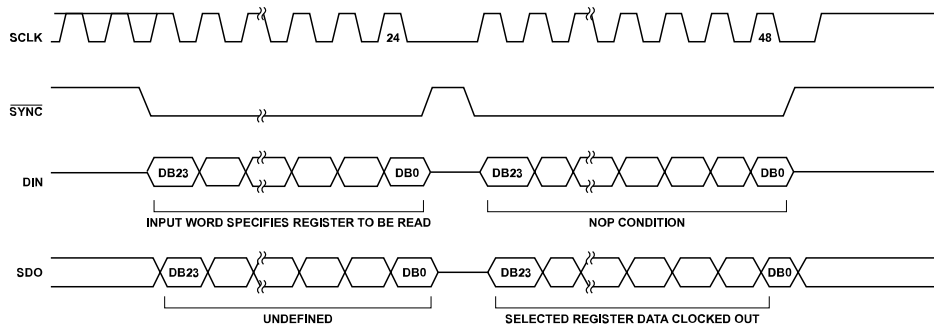 SCLK 24 48
SYNC
DIN DB23 DB0 DB23 DB0
INPUT WORD SPECIFIES REGISTER TO BE READ NOP CONDITION
SDO DB23 DB0 DB23 DB0
UNDEFINED SELECTED REGISTER DATA CLOCKED OUT